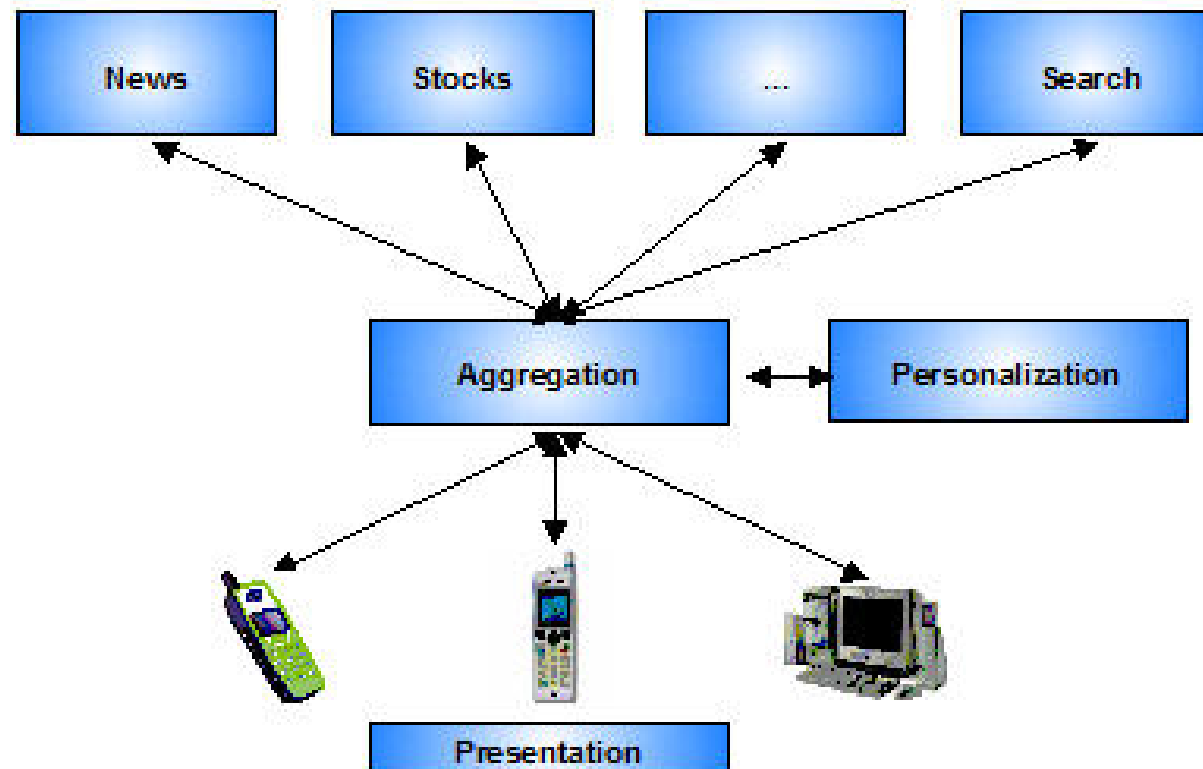 News
Stocks
...
Search
Aggregation
Personalization
Presentation